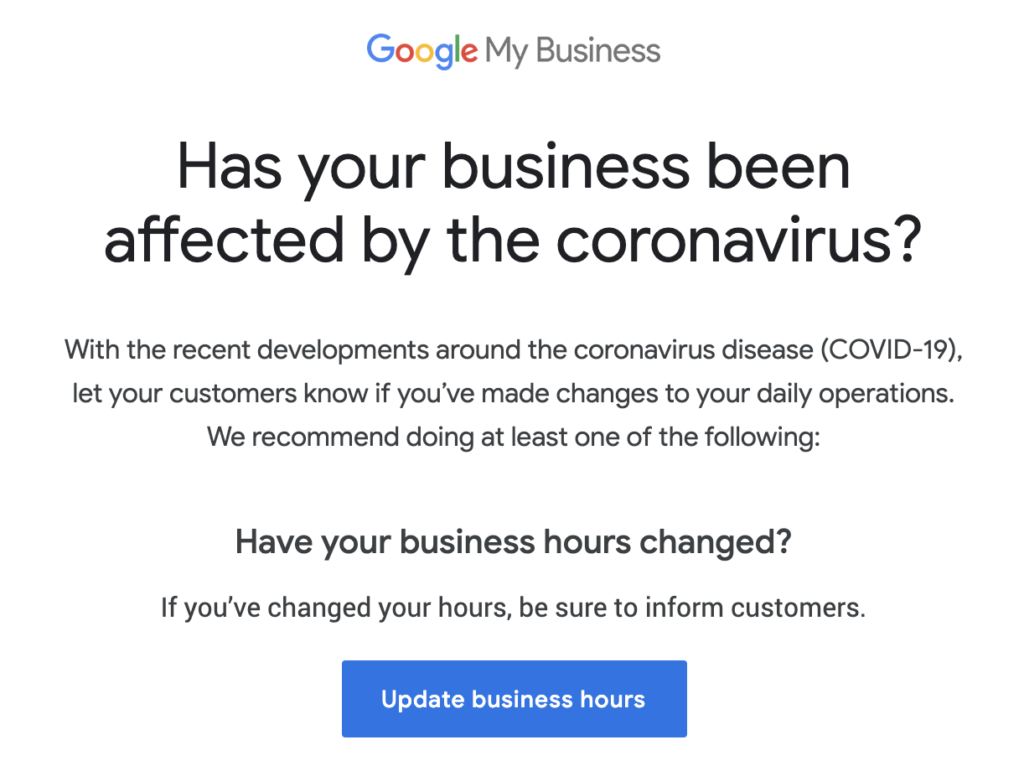 Google My Business
Has your business been
affected by the coronavirus?
With the recent developments around the coronavirus disease (COVID-19),
let your customers know if you’ve made changes to your daily operations.
We recommend doing at least one of the following:
Have your business hours changed?
If you’ve changed your hours, be sure to inform customers.
Update business hours